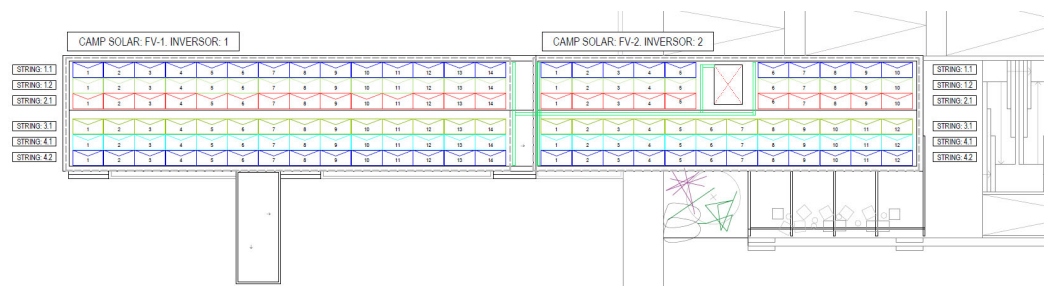 CAMP SOLAR: FV-1. INVERSOR: 1
CAMP SOLAR: FV-2. INVERSOR: 2
STRING: 1.1 1 2 3 4 5 6 7 8 9 10 11 12 13 14
1 2 3 4 5 6 7 8 9 10 STRING: 1.1
STRING: 1.2 1 2 3 4 5 6 7 8 9 10 11 12 13 14
1 2 3 4 5 6 7 8 9 10 STRING: 1.2
STRING: 2.1 1 2 3 4 5 6 7 8 9 10 11 12 13 14
1 2 3 4 5 6 7 8 9 10 STRING: 2.1
STRING: 3.1 1 2 3 4 5 6 7 8 9 10 11 12 13 14
1 2 3 4 5 6 7 8 9 10 11 12 STRING: 3.1
STRING: 4.1 1 2 3 4 5 6 7 8 9 10 11 12 13 14
1 2 3 4 5 6 7 8 9 10 11 12 STRING: 4.1
STRING: 4.2 1 2 3 4 5 6 7 8 9 10 11 12 13 14
1 2 3 4 5 6 7 8 9 10 11 12 STRING: 4.2